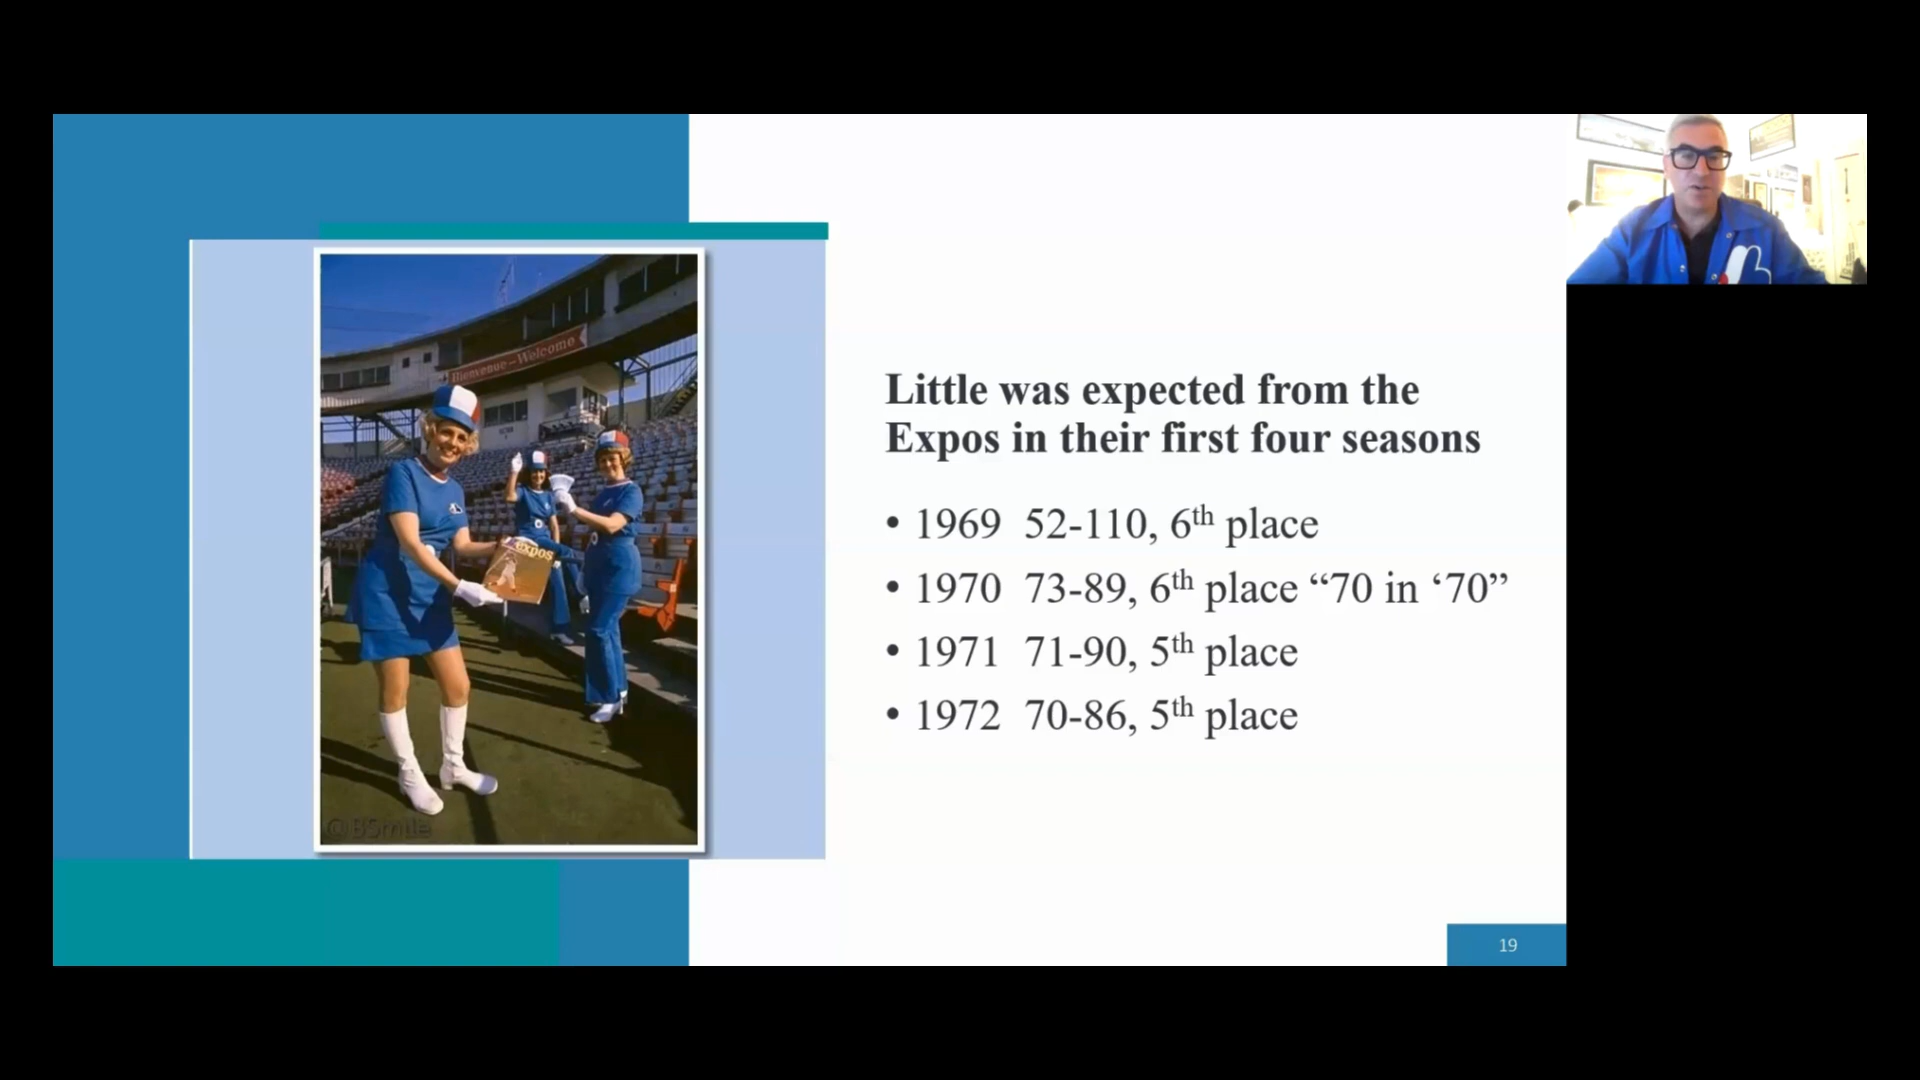 Bienvenue-Welcome
expos
@BSmile
Little was expected from the
Expos in their first four seasons
• 1969 52-110, 6th place
• 1970 73-89, 6th place “70 in ‘70”
• 1971 71-90, 5th place
• 1972 70-86, 5th place
19